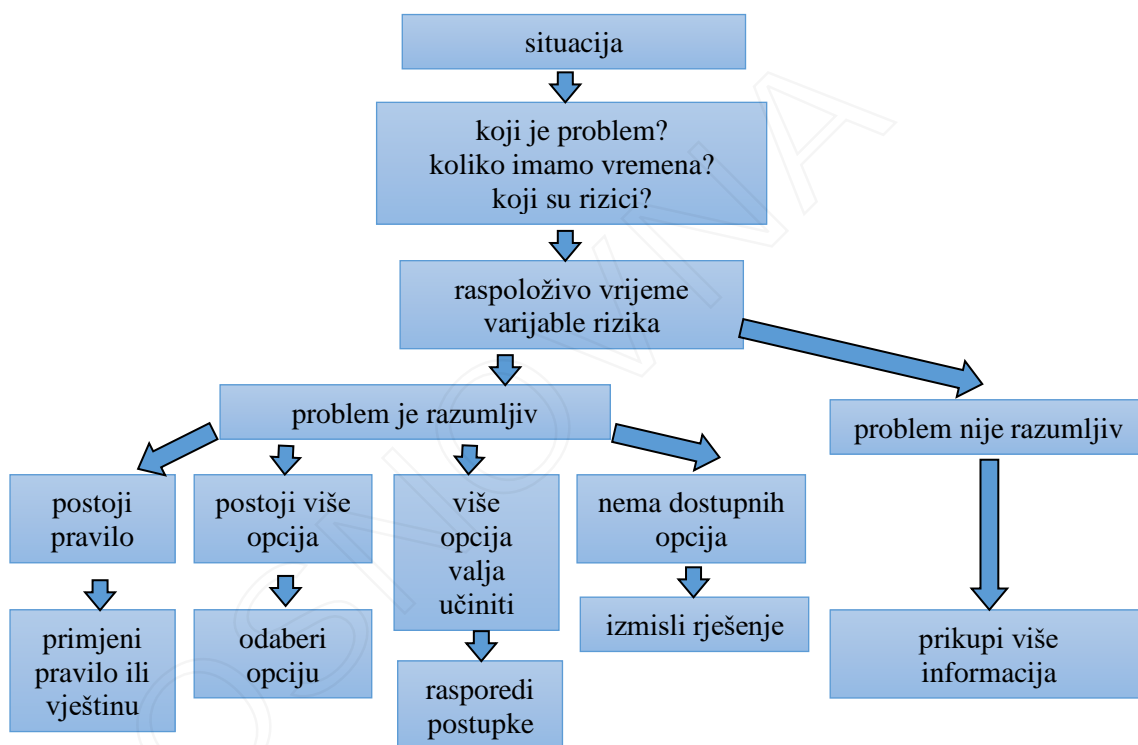 situacija
koji je problem?
koliko imamo vremena?
koji su rizici?
raspoloživo vrijeme
varijable rizika
problem je razumljiv
problem nije razumljiv
postoji
pravilo
postoji više
opcija
više
opcija
valja
učiniti
nema dostupnih
opcija
primjeni
pravilo ili
vještinu
odaberi
opciju
rasporedi
postupke
izmisli rješenje
prikupi više
informacija
OSNOVNA